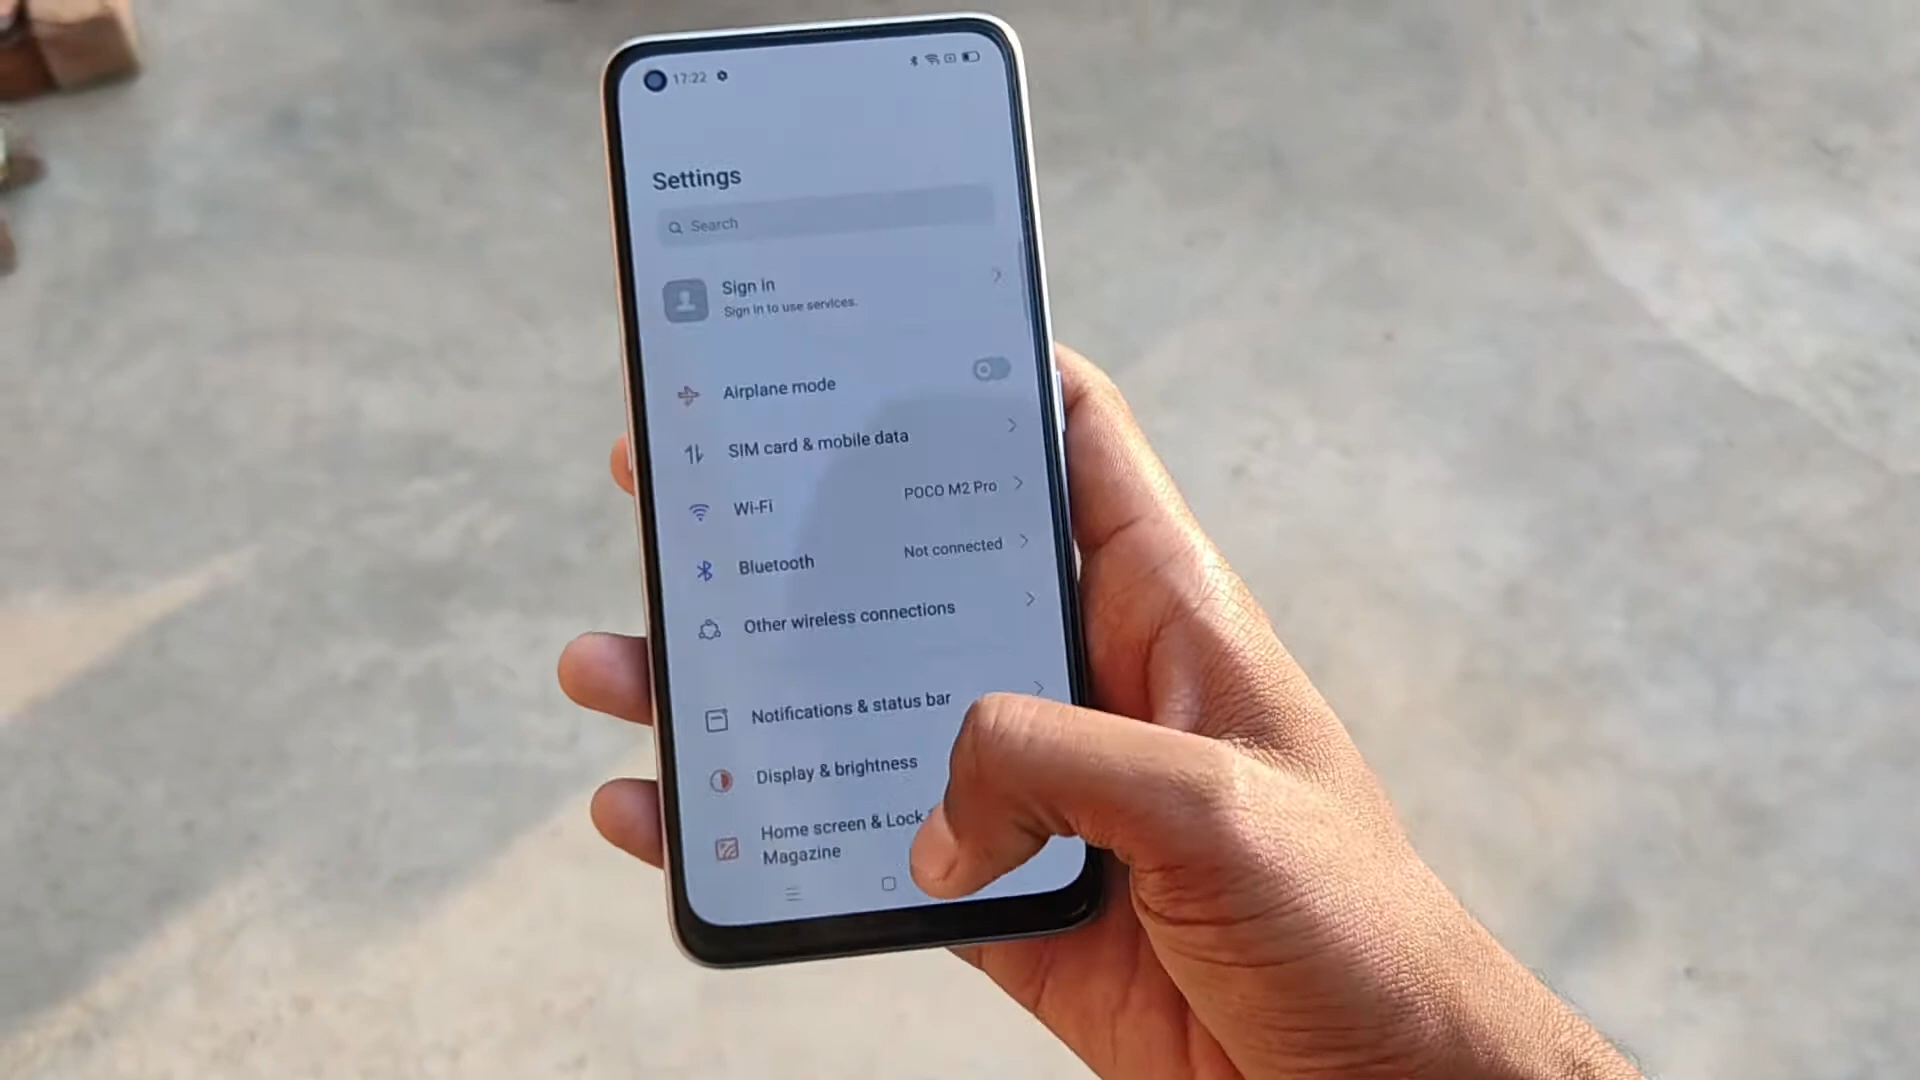 17:22
Settings
Search
Sign in
Sign in to use services.
Airplane mode
SIM card & mobile data
Wi-Fi POCO M2 Pro
Bluetooth Not connected
Other wireless connections
Notifications & status bar
Display & brightness
Home screen & Lock
Magazine